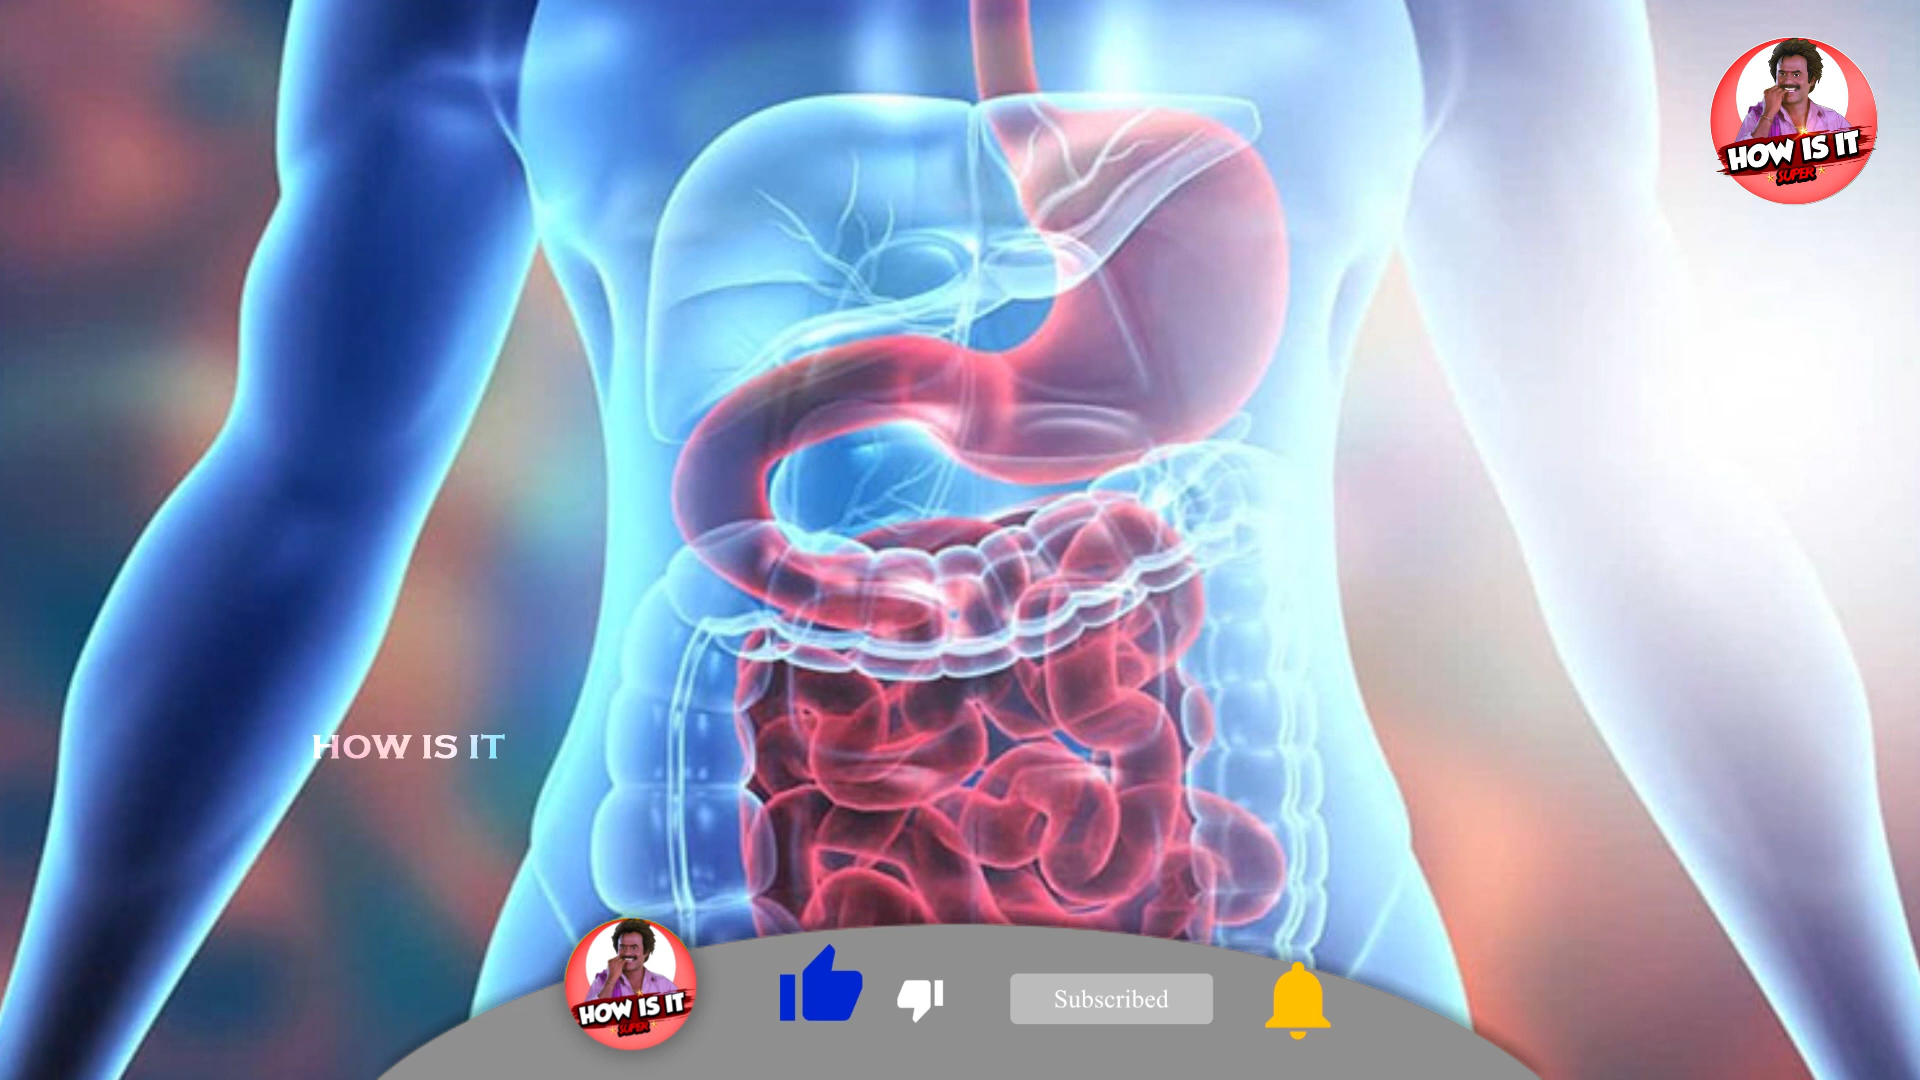 HOW IS IT
SUPER
HOW IS IT
HOW IS IT
SUPER
Subscribed